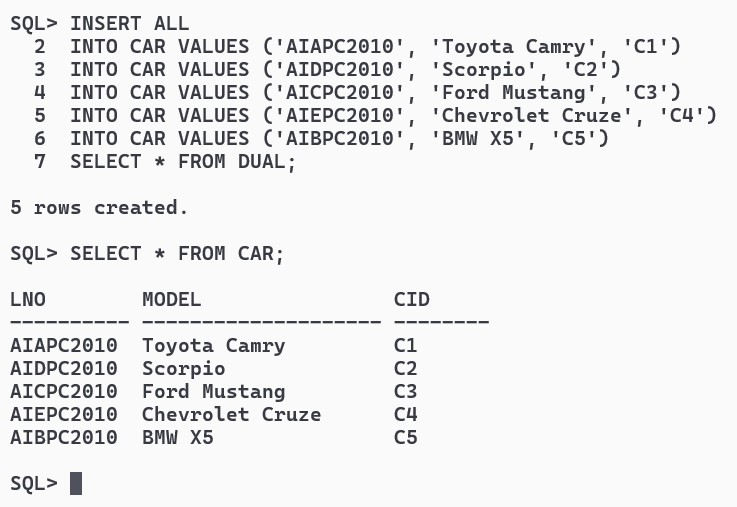 SQL> INSERT ALL
2 INTO CAR VALUES ('AIAPC2010', 'Toyota Camry', 'C1')
3 INTO CAR VALUES ('AIDPC2010', 'Scorpio', 'C2')
4 INTO CAR VALUES ('AICPC2010', 'Ford Mustang', 'C3')
5 INTO CAR VALUES ('AIEPC2010', 'Chevrolet Cruze', 'C4')
6 INTO CAR VALUES ('AIBPC2010', 'BMW X5', 'C5')
7 SELECT * FROM DUAL;
5 rows created.
SQL> SELECT * FROM CAR;
LNO MODEL CID
---------- -------------------- --------
AIAPC2010 Toyota Camry C1
AIDPC2010 Scorpio C2
AICPC2010 Ford Mustang C3
AIEPC2010 Chevrolet Cruze C4
AIBPC2010 BMW X5 C5
SQL>